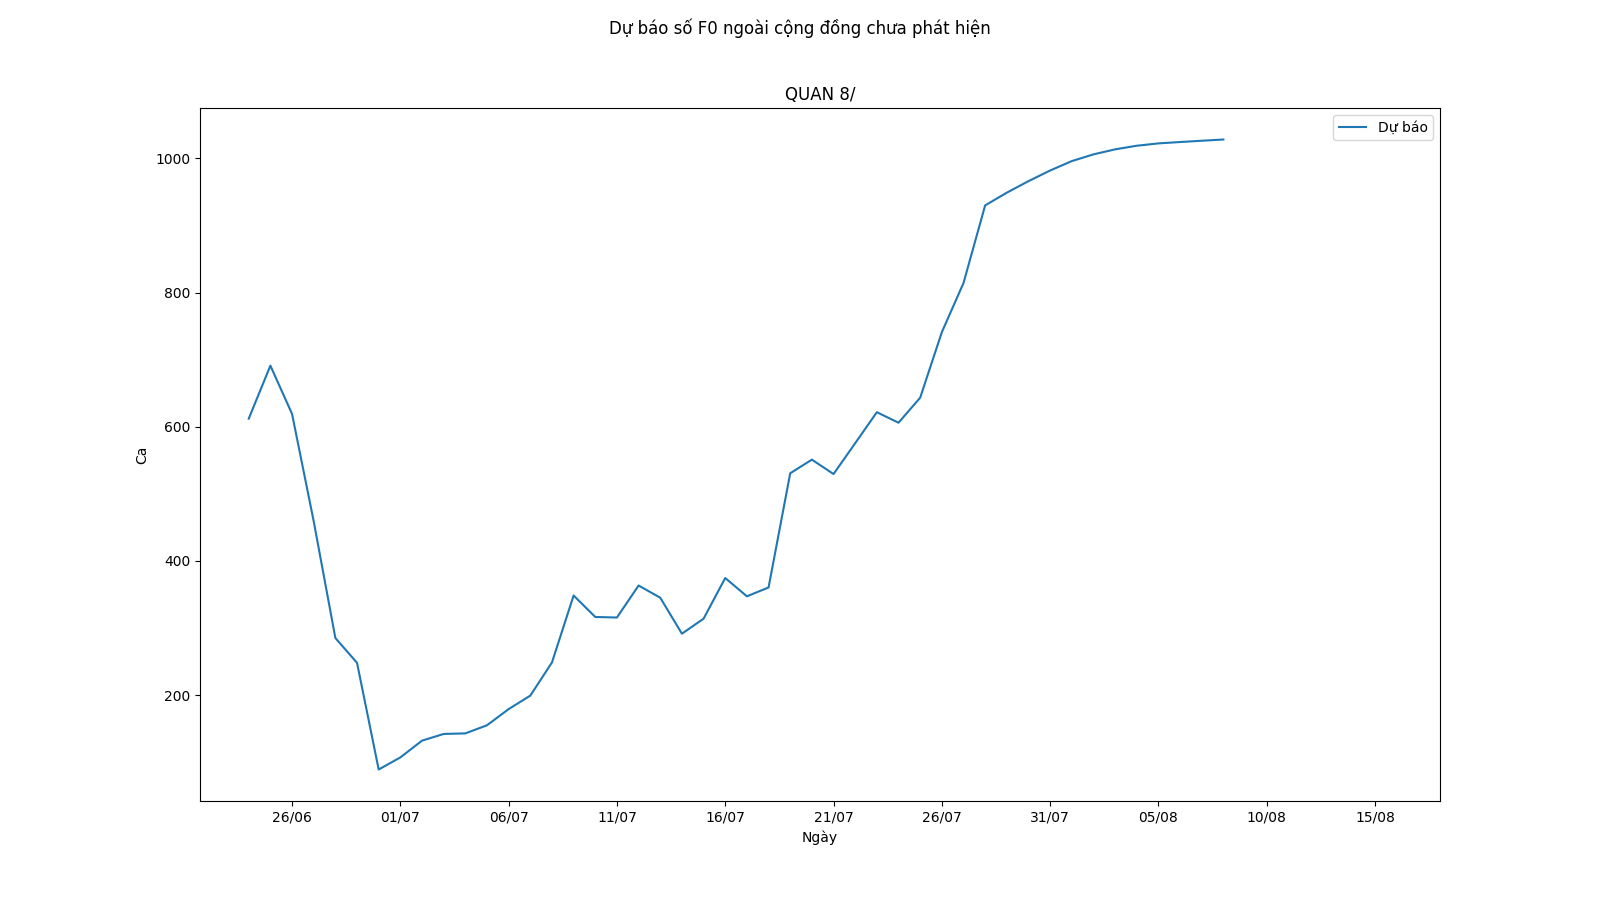 Dự báo số F0 ngoài cộng đồng chưa phát hiện
QUAN 8/
Dự báo
1000
800
600
400
200
Ca
26/06 01/07 06/07 11/07 16/07 21/07 26/07 31/07 05/08 10/08 15/08
Ngày